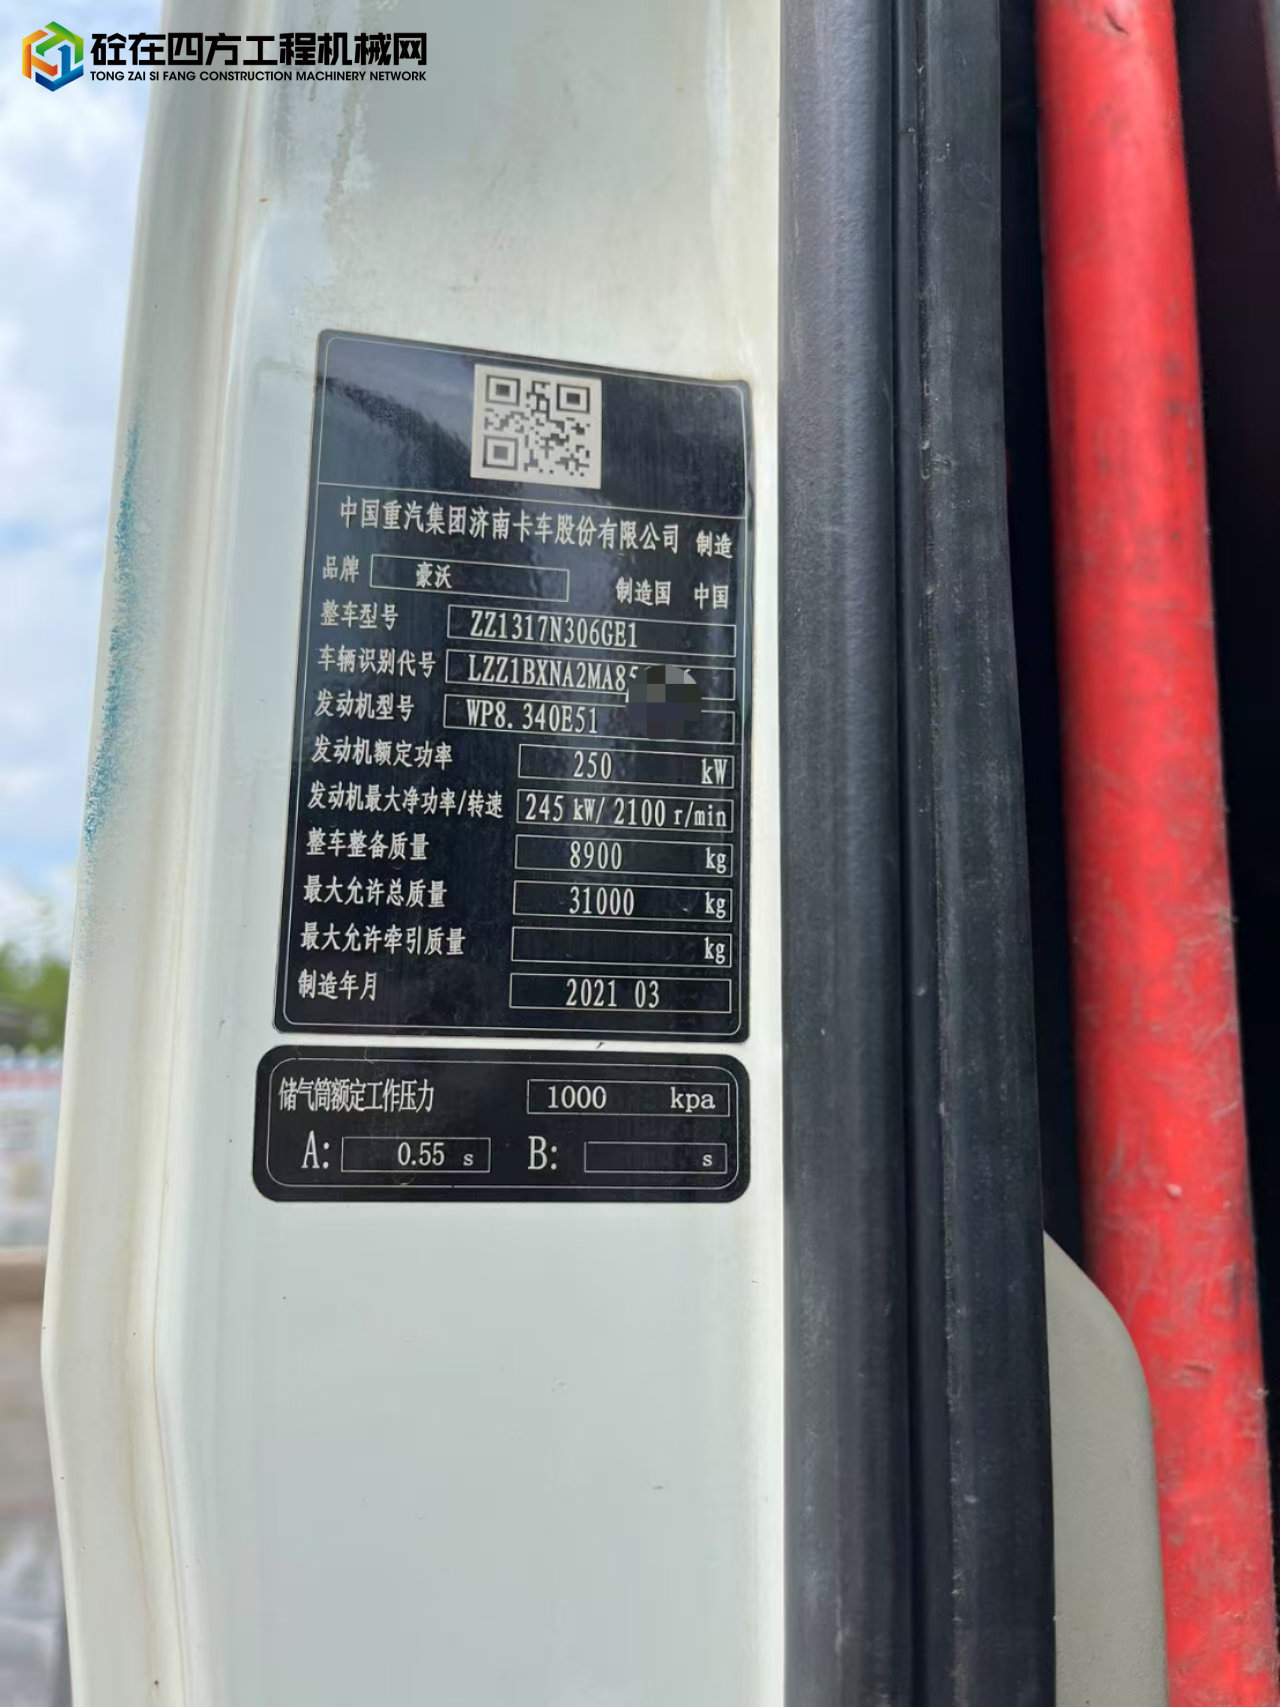 砼在四方工程机械网
TONG ZAI SI FANG CONSTRUCTION MACHINERY NETWORK
中国重汽集团济南卡车股份有限公司 制造
品牌 豪沃 制造国 中国
整车型号 ZZ1317N306GE1
车辆识别代号 LZZ1BXNA2MA85
发动机型号 WP8.340E51
发动机额定功率 250 kW
发动机最大净功率/转速 245 kW/ 2100 r/min
整车整备质量 8900 kg
最大允许总质量 31000 kg
最大允许牵引质量 kg
制造年月 2021 03
储气筒额定工作压力 1000 kpa
A: 0.55 s B: s